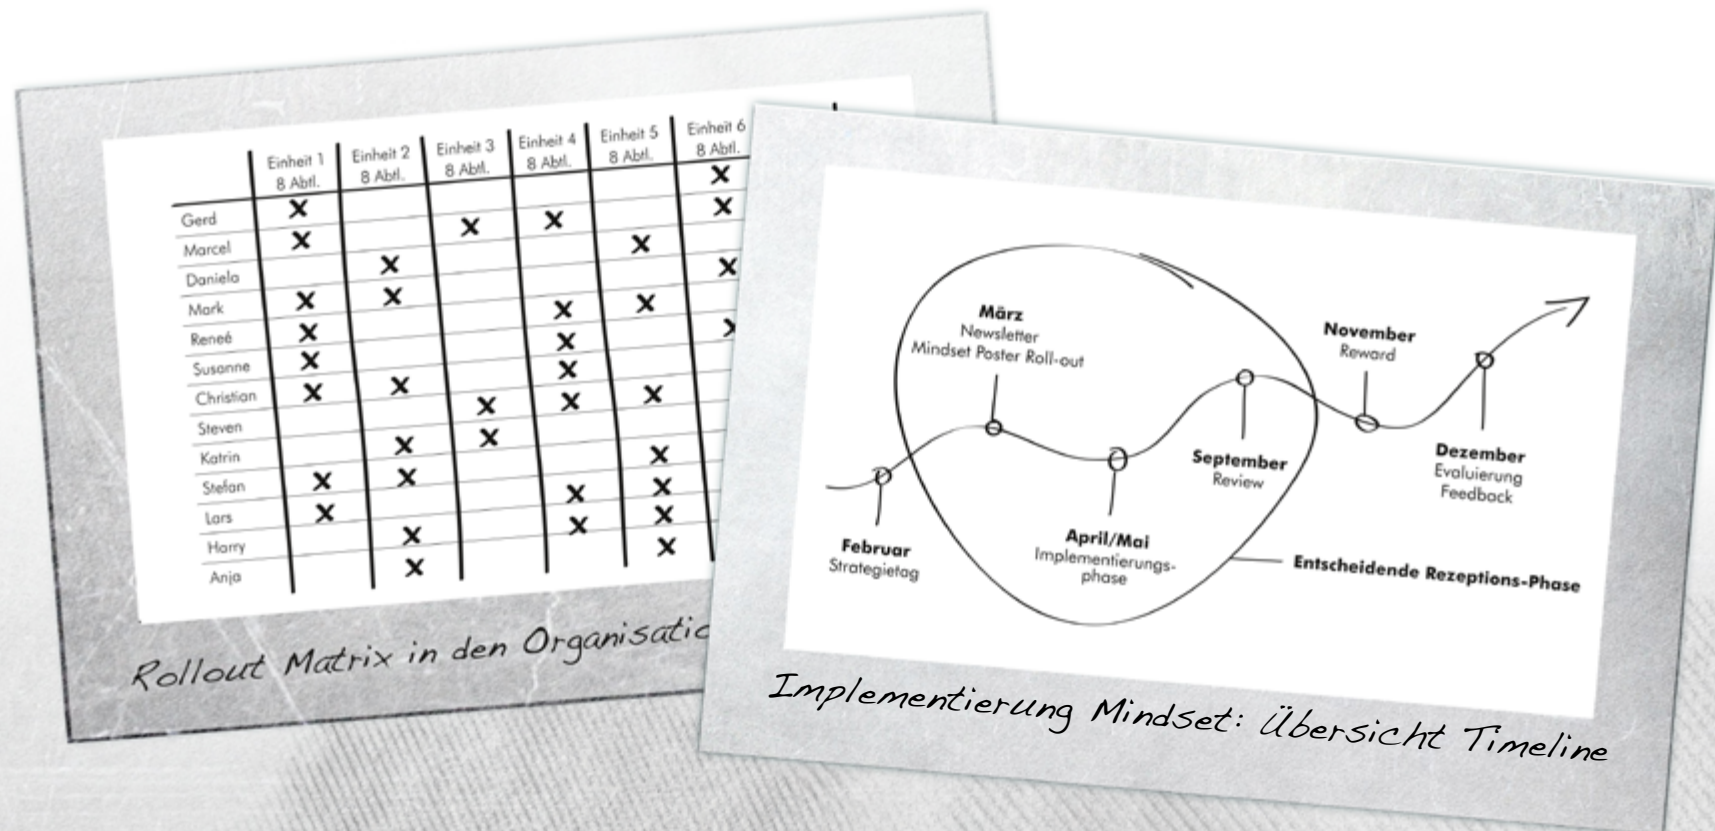 Einheit 1 Einheit 2 Einheit 3 Einheit 4 Einheit 5 Einheit 6
8 Abtl. 8 Abtl. 8 Abtl. 8 Abtl. 8 Abtl. 8 Abtl.
Gerd X X X X
Marcel X X
Daniela X X
Mark X X X X
Reneé X X X
Susanne X X
Christian X X X X
Steven X
Katrin X X
Stefan X X X X
Lars X X X
Harry X X
Anja X
Rollout Matrix in den
März
Newsletter
Mindset Poster Roll-out
November
Reward
September
Review
Dezember
Evaluierung
Feedback
Februar
Strategietag
April/Mai
Implementierungs-
phase
Entscheidende Rezeptions-Phase
Implementierung Mindset: Übersicht Timeline